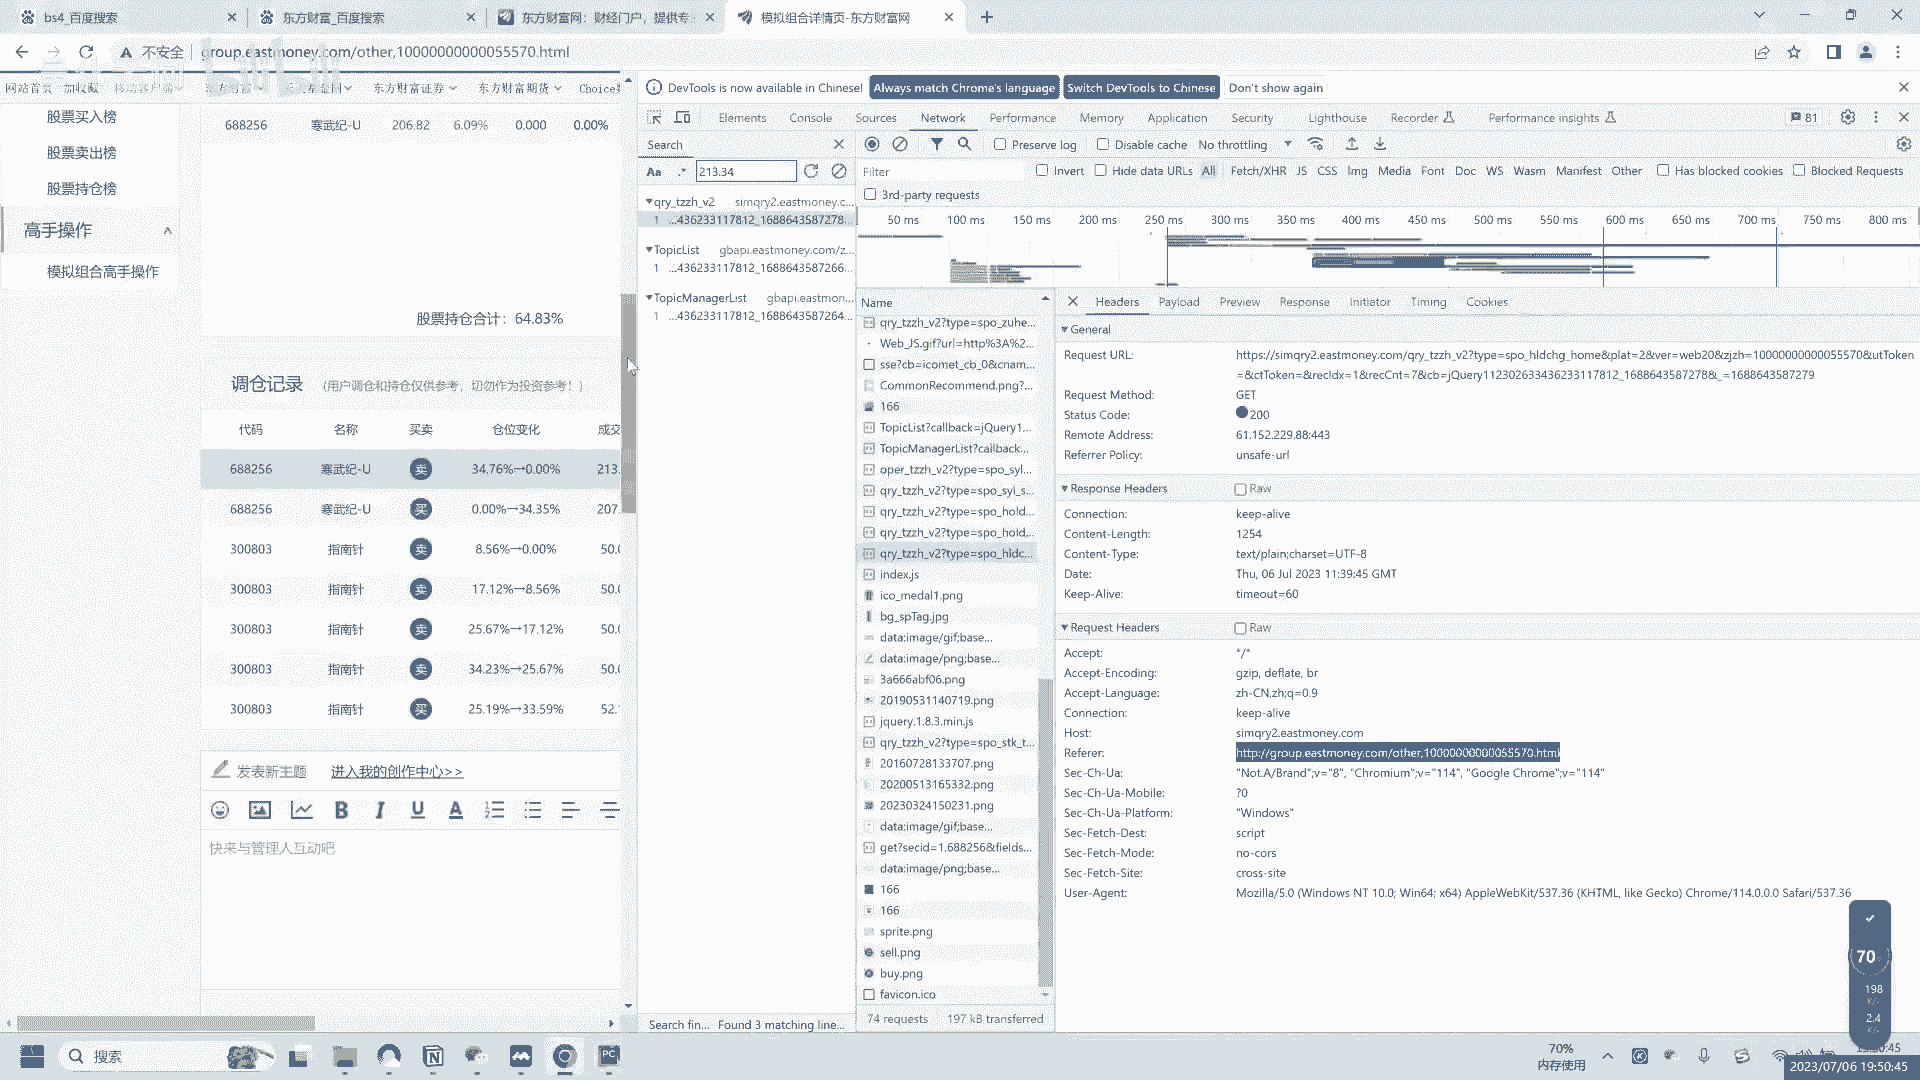 bs4_百度搜索
东方财富_百度搜索
东方财富网：财经门户，提供专
模拟组合详情页-东方财富网
不安全
group.eastmoney.com/other,10000000000055570.html
网站首页
加收藏
移动客户端
东方财富
天天基金网
东方财富证券
东方财富期货
Choice
股票买入榜
股票卖出榜
股票持仓榜
高手操作
模拟组合高手操作
688256 寒武纪-U 206.82 6.09% 0.000 0.00%
股票持仓合计：64.83%
调仓记录 (用户调仓和持仓仅供参考，切勿作为投资参考！)
代码 名称 买卖 仓位变化 成交
688256 寒武纪-U 卖 34.76%→0.00% 213.
688256 寒武纪-U 买 0.00%→34.35% 207.
300803 指南针 卖 8.56%→0.00% 50.
300803 指南针 卖 17.12%→8.56% 50.
300803 指南针 卖 25.67%→17.12% 50.
300803 指南针 卖 34.23%→25.67% 50.
300803 指南针 买 25.19%→33.59% 52.
发表新主题 进入我的创作中心>>
快来与管理人互动吧
DevTools is now available in Chinese! Always match Chrome's language Switch DevTools to Chinese Don't show again
Elements Console Sources Network Performance Memory Application Security Lighthouse Recorder Performance insights 81
Search
Aa .* 213.34
qry_tzzh_v2 simqry2.eastmoney.c...
1 ...436233117812_1688643587278...
TopicList gbapi.eastmoney.com/z...
1 ...436233117812_1688643587266...
TopicManagerList gbapi.eastmon...
1 ...436233117812_1688643587264...
Search fin... Found 3 matching line...
Preserve log Disable cache No throttling
Filter Invert Hide data URLs All Fetch/XHR JS CSS Img Media Font Doc WS Wasm Manifest Other Has blocked cookies Blocked Requests
3rd-party requests
50 ms 100 ms 150 ms 200 ms 250 ms 300 ms 350 ms 400 ms 450 ms 500 ms 550 ms 600 ms 650 ms 700 ms 750 ms 800 ms
Name
qry_tzzh_v2?type=spo_zuhe...
Web_JS.gif?url=http%3A%2...
sse?cb=icomet_cb_0&cnam...
CommonRecommend.png?...
166
TopicList?callback=jQuery1...
TopicManagerList?callback...
oper_tzzh_v2?type=spo_syl...
qry_tzzh_v2?type=spo_syl_s...
qry_tzzh_v2?type=spo_hold...
qry_tzzh_v2?type=spo_hold...
qry_tzzh_v2?type=spo_hldc...
index.js
ico_medal1.png
bg_spTag.jpg
data:image/gif;base...
data:image/png;base...
3a666abf06.png
20190531140719.png
jquery.1.8.3.min.js
qry_tzzh_v2?type=spo_stk_t...
20160728133707.png
20200513165332.png
20230324150231.png
data:image/gif;base...
get?secid=1.688256&fields...
data:image/png;base...
166
166
sprite.png
sell.png
buy.png
favicon.ico
74 requests 197 kB transferred
Headers Payload Preview Response Initiator Timing Cookies
General
Request URL: https://simqry2.eastmoney.com/qry_tzzh_v2?type=spo_hldchg_home&plat=2&ver=web20&zjzh=10000000000055570&utToken
=&ctToken=&recIdx=1&recCnt=7&cb=jQuery112302633436233117812_1688643587278&_=1688643587279
Request Method: GET
Status Code: 200
Remote Address: 61.152.229.88:443
Referrer Policy: unsafe-url
Response Headers Raw
Connection: keep-alive
Content-Length: 1254
Content-Type: text/plain;charset=UTF-8
Date: Thu, 06 Jul 2023 11:39:45 GMT
Keep-Alive: timeout=60
Request Headers Raw
Accept: */*
Accept-Encoding: gzip, deflate, br
Accept-Language: zh-CN,zh;q=0.9
Connection: keep-alive
Host: simqry2.eastmoney.com
Referer: http://group.eastmoney.com/other,10000000000055570.html
Sec-Ch-Ua: "Not.A/Brand";v="8", "Chromium";v="114", "Google Chrome";v="114"
Sec-Ch-Ua-Mobile: ?0
Sec-Ch-Ua-Platform: "Windows"
Sec-Fetch-Dest: script
Sec-Fetch-Mode: no-cors
Sec-Fetch-Site: cross-site
User-Agent: Mozilla/5.0 (Windows NT 10.0; Win64; x64) AppleWebKit/537.36 (KHTML, like Gecko) Chrome/114.0.0.0 Safari/537.36
70
198
K/s
2.4
K/s
搜索
70%
内存使用
2023/07/06 19:50:45